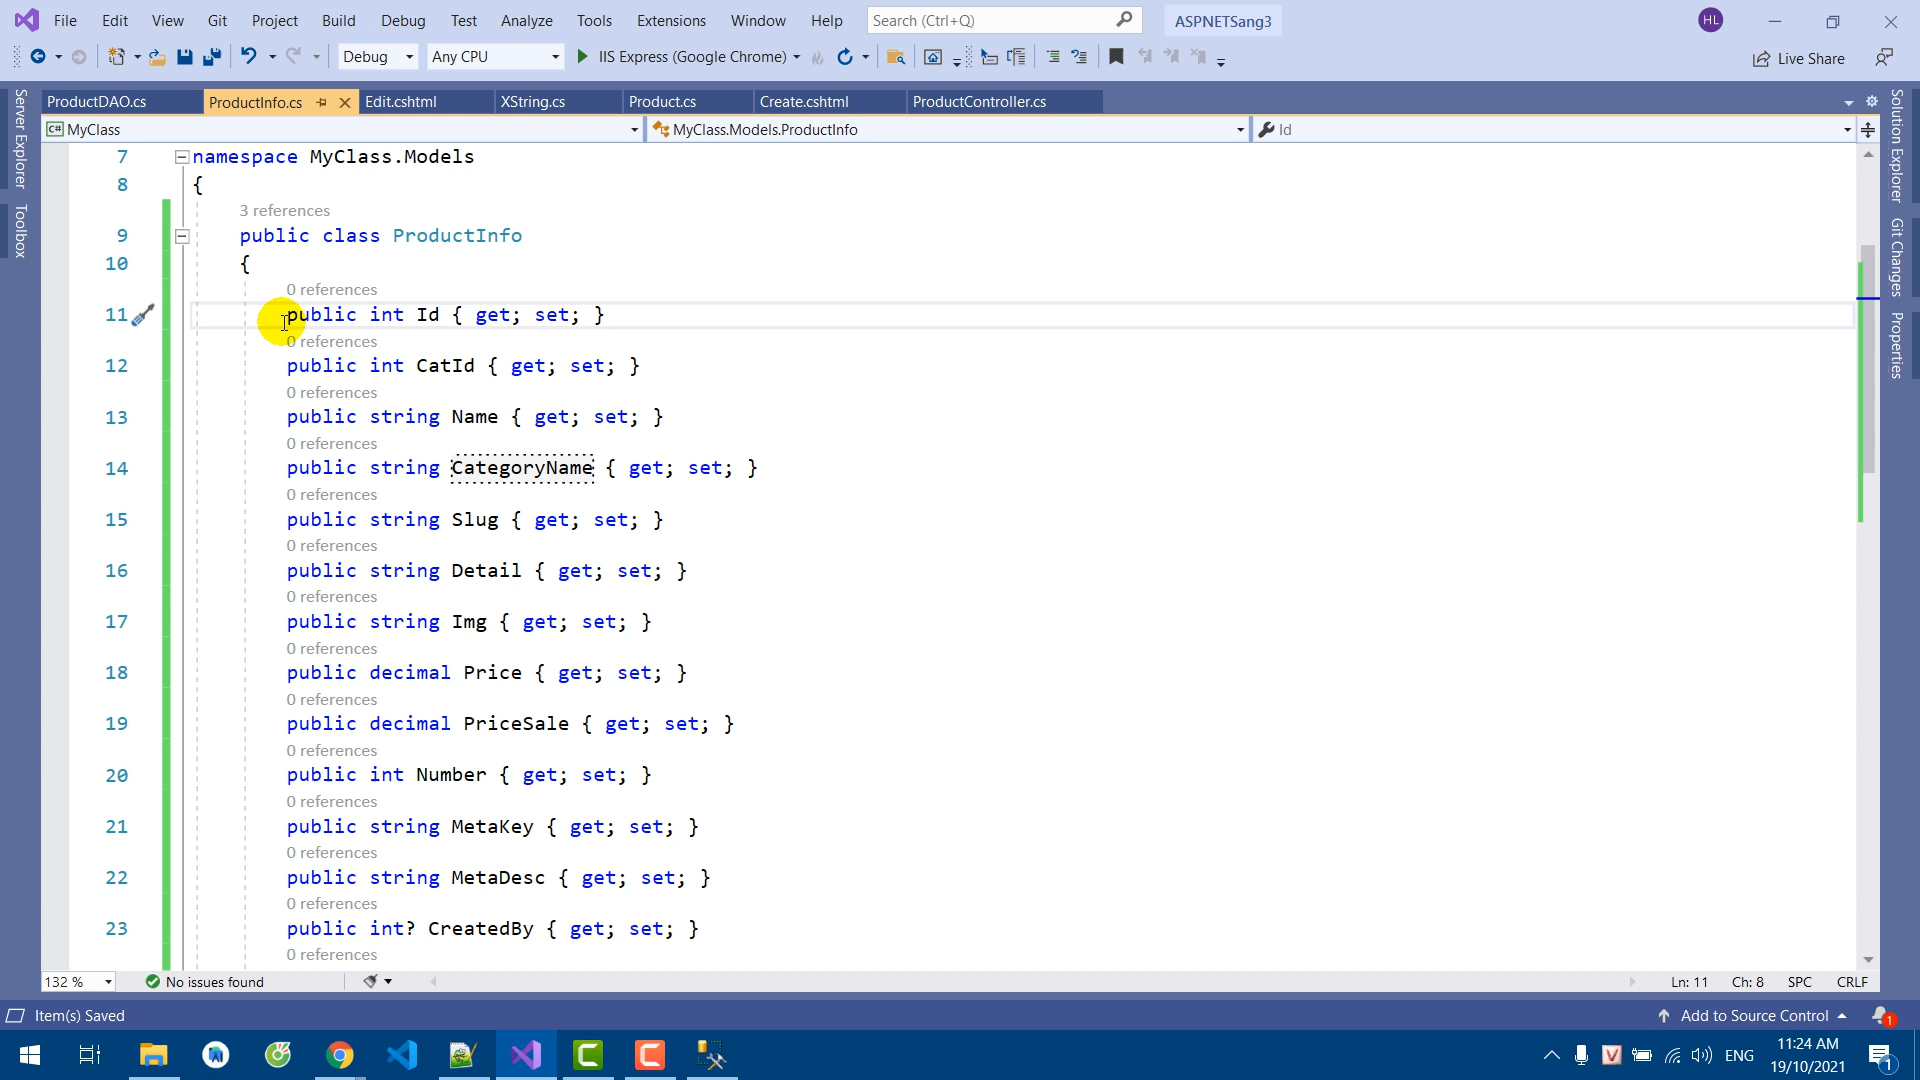 File Edit View Git Project Build Debug Test Analyze Tools Extensions Window Help Search (Ctrl+Q) ASPNETSang3 HL
Debug Any CPU IIS Express (Google Chrome) Live Share
ProductDAO.cs ProductInfo.cs Edit.cshtml XString.cs Product.cs Create.cshtml ProductController.cs
C# MyClass MyClass.Models.ProductInfo Id
Server Explorer
Toolbox
Solution Explorer
Git Changes
Properties
7 namespace MyClass.Models
8 {
3 references
9 public class ProductInfo
10 {
0 references
11 public int Id { get; set; }
0 references
12 public int CatId { get; set; }
0 references
13 public string Name { get; set; }
0 references
14 public string CategoryName { get; set; }
0 references
15 public string Slug { get; set; }
0 references
16 public string Detail { get; set; }
0 references
17 public string Img { get; set; }
0 references
18 public decimal Price { get; set; }
0 references
19 public decimal PriceSale { get; set; }
0 references
20 public int Number { get; set; }
0 references
21 public string MetaKey { get; set; }
0 references
22 public string MetaDesc { get; set; }
0 references
23 public int? CreatedBy { get; set; }
0 references
132 % No issues found Ln: 11 Ch: 8 SPC CRLF
Item(s) Saved Add to Source Control 1
V ENG 11:24 AM 1
19/10/2021